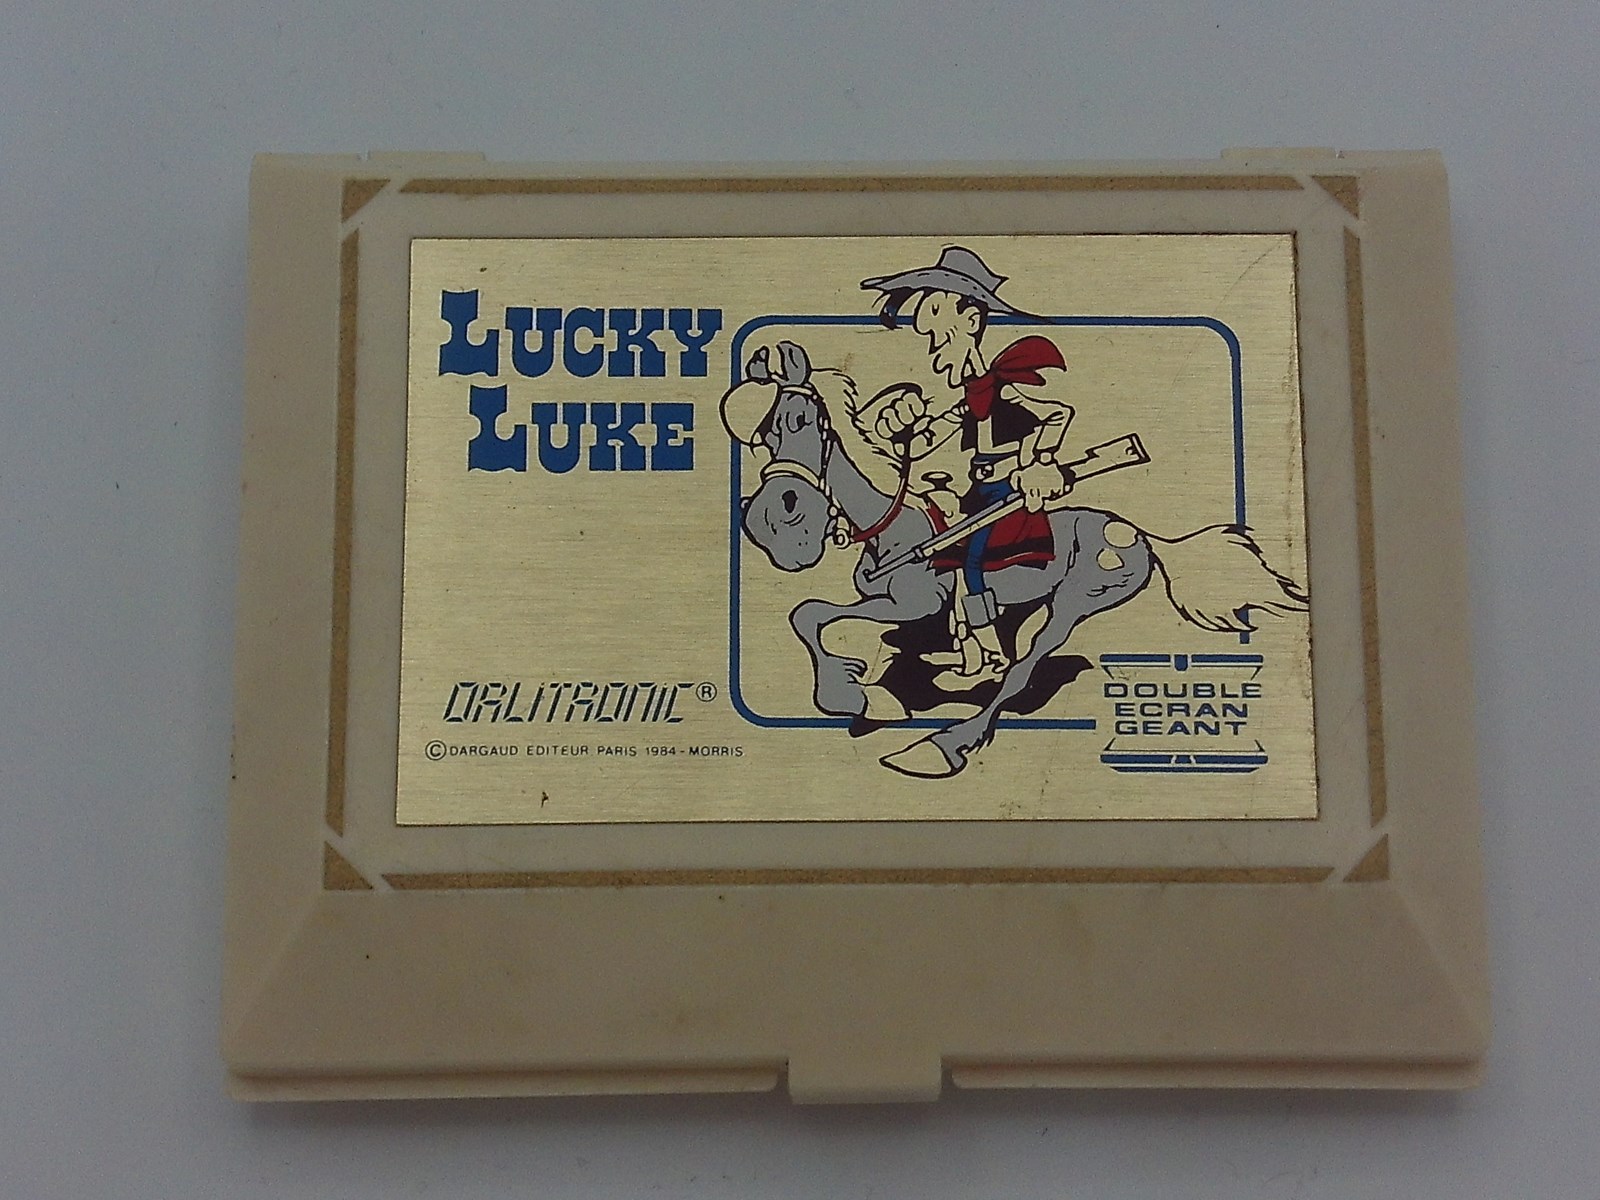 LUCKY
LUKE
ORLITRONIC®
© DARGAUD EDITEUR PARIS 1984 - MORRIS
DOUBLE
ECRAN
GEANT